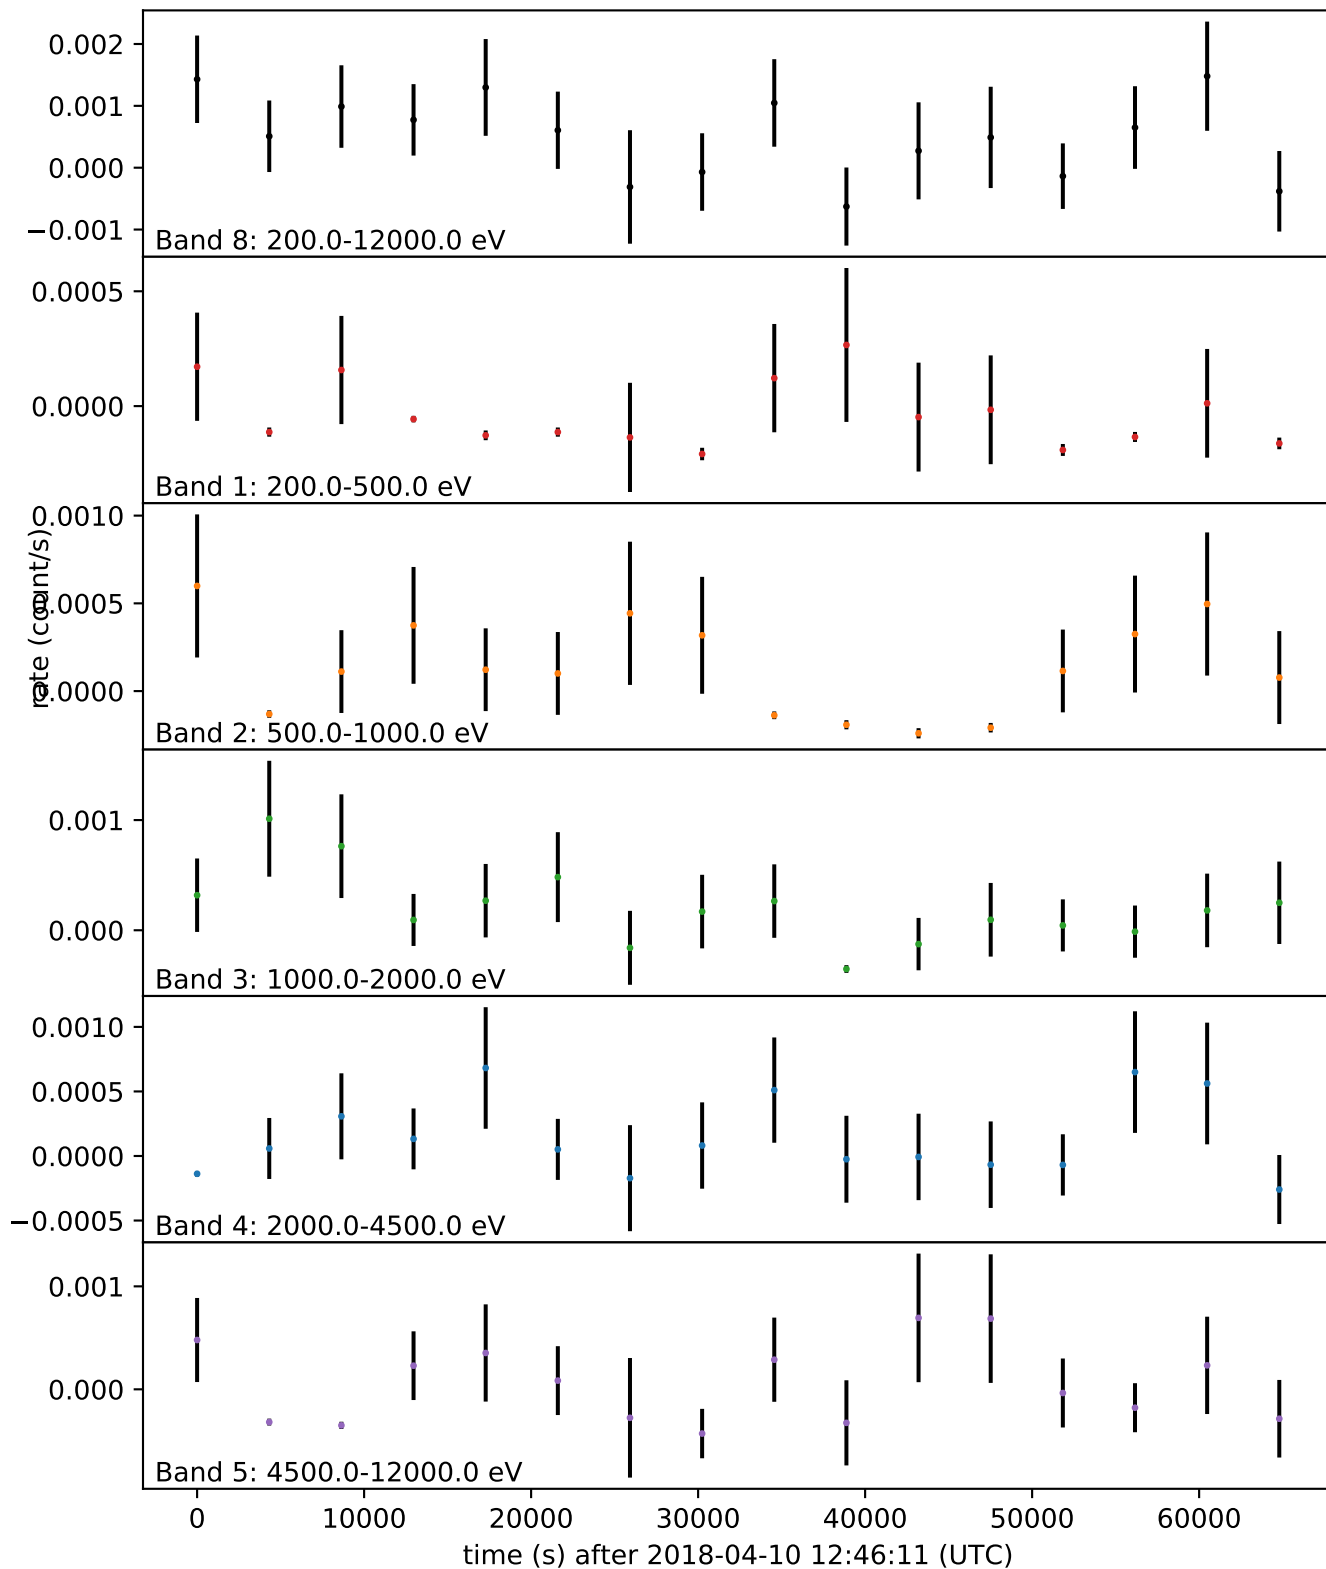 0.002
0.001
0.000
−0.001
Band 8: 200.0-12000.0 eV
0.0005
0.0000
Band 1: 200.0-500.0 eV
rate (count/s)
0.0010
0.0005
0.0000
Band 2: 500.0-1000.0 eV
0.001
0.000
Band 3: 1000.0-2000.0 eV
0.0010
0.0005
0.0000
−0.0005
Band 4: 2000.0-4500.0 eV
0.001
0.000
Band 5: 4500.0-12000.0 eV
0 10000 20000 30000 40000 50000 60000
time (s) after 2018-04-10 12:46:11 (UTC)